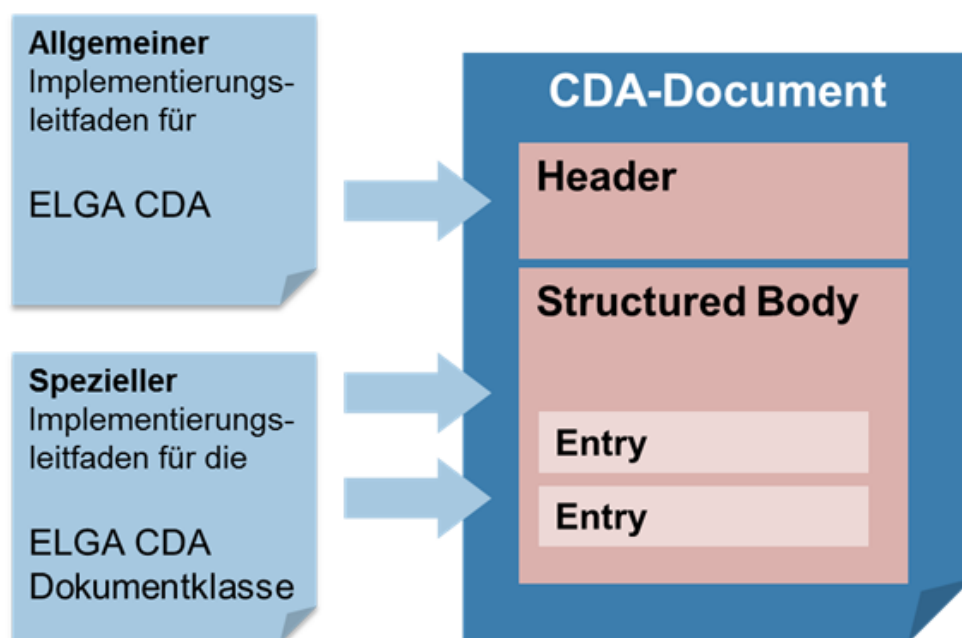 Allgemeiner
Implementierungs-
leitfaden für
ELGA CDA
Spezieller
Implementierungs-
leitfaden für die
ELGA CDA
Dokumentklasse
CDA-Document
Header
Structured Body
Entry
Entry